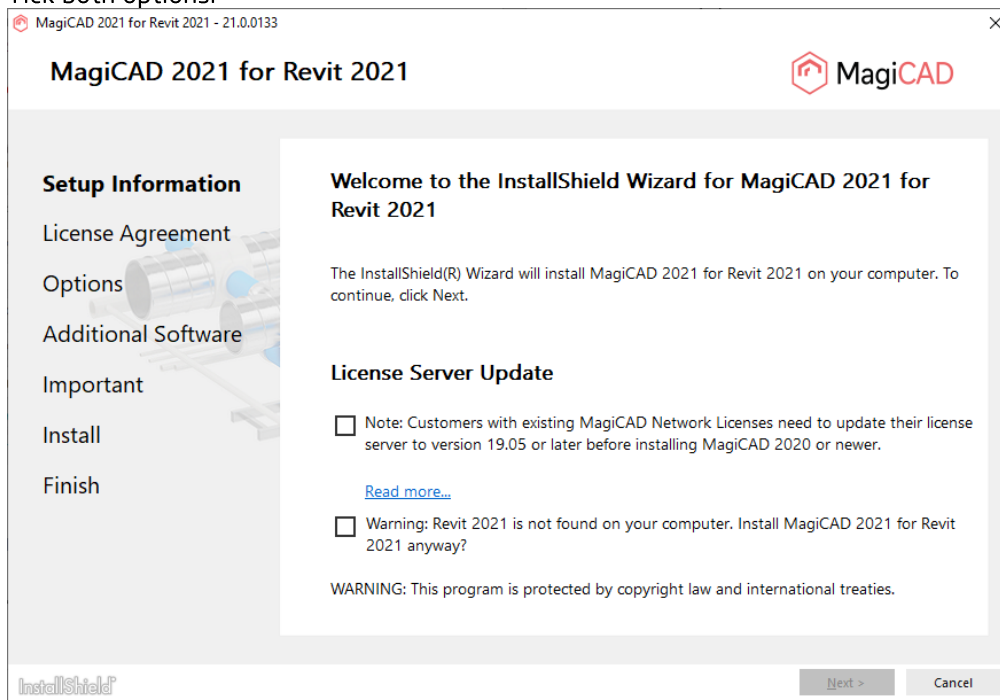 Tick both options.
MagiCAD 2021 for Revit 2021 - 21.0.0133
MagiCAD 2021 for Revit 2021
MagiCAD
Setup Information
License Agreement
Options
Additional Software
Important
Install
Finish
Welcome to the InstallShield Wizard for MagiCAD 2021 for
Revit 2021
The InstallShield(R) Wizard will install MagiCAD 2021 for Revit 2021 on your computer. To
continue, click Next.
License Server Update
Note: Customers with existing MagiCAD Network Licenses need to update their license
server to version 19.05 or later before installing MagiCAD 2020 or newer.
Read more...
Warning: Revit 2021 is not found on your computer. Install MagiCAD 2021 for Revit
2021 anyway?
WARNING: This program is protected by copyright law and international treaties.
InstallShield
Next >
Cancel